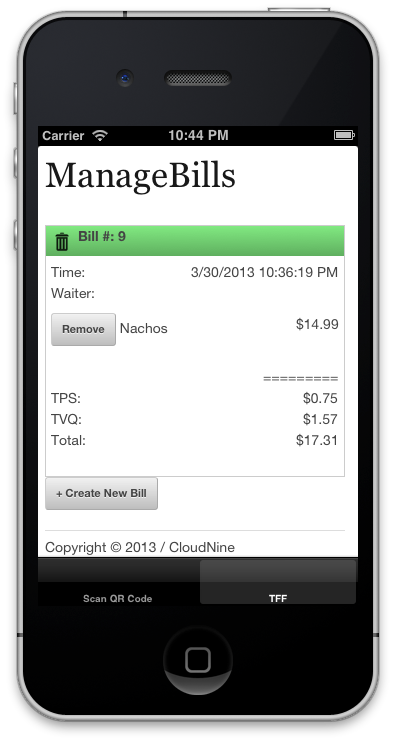 Carrier 10:44 PM
ManageBills
Bill #: 9
Time: 3/30/2013 10:36:19 PM
Waiter:
Remove Nachos $14.99
=========
TPS: $0.75
TVQ: $1.57
Total: $17.31
+ Create New Bill
Copyright © 2013 / CloudNine
Scan QR Code TFF